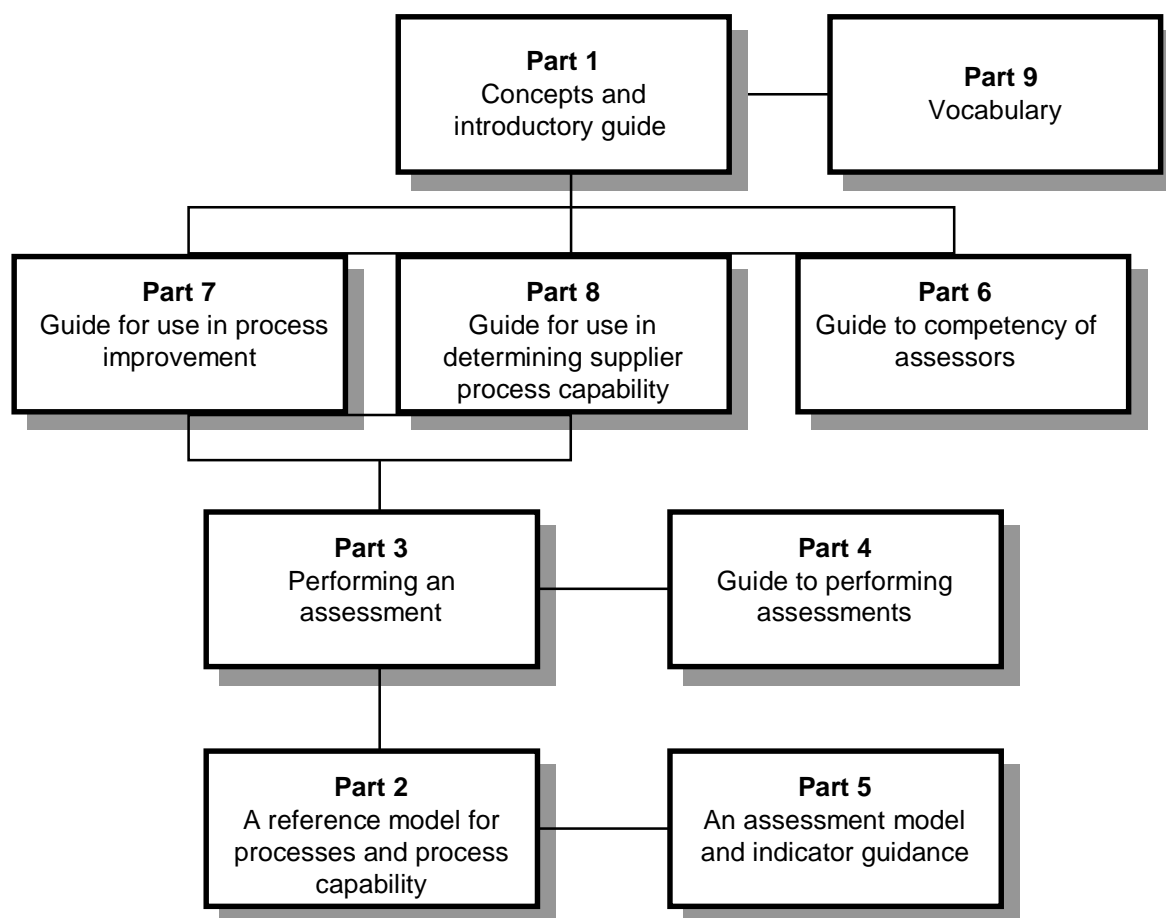 Part 1
Concepts and
introductory guide
Part 9
Vocabulary
Part 7
Guide for use in process
improvement
Part 8
Guide for use in
determining supplier
process capability
Part 6
Guide to competency of
assessors
Part 3
Performing an
assessment
Part 4
Guide to performing
assessments
Part 2
A reference model for
processes and process
capability
Part 5
An assessment model
and indicator guidance